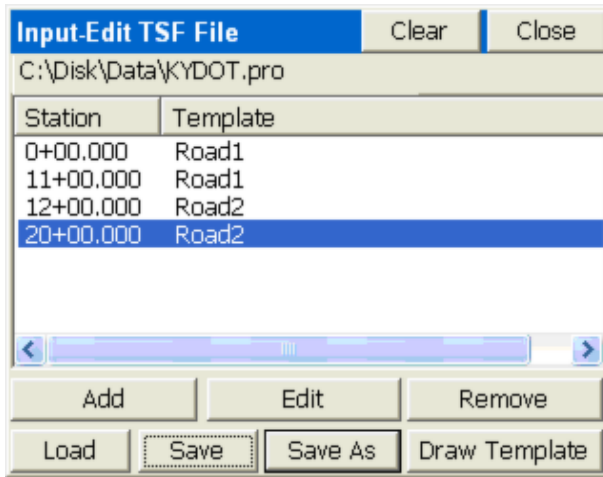 Input-Edit TSF File Clear Close
C:\Disk\Data\KYDOT.pro
Station Template
0+00.000 Road1
11+00.000 Road1
12+00.000 Road2
20+00.000 Road2
Add Edit Remove
Load Save Save As Draw Template